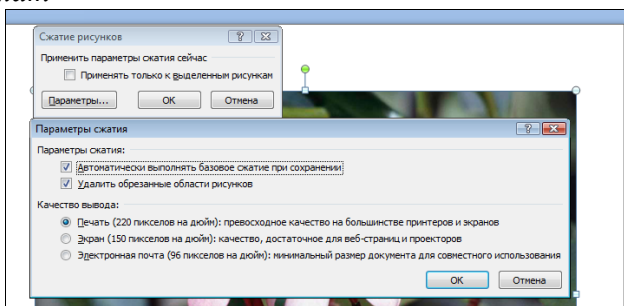 Сжатие рисунков
Применить параметры сжатия сейчас
Применять только к выделенным рисункам
Параметры... ОК Отмена
Параметры сжатия
Параметры сжатия:
Автоматически выполнять базовое сжатие при сохранении
Удалить обрезанные области рисунков
Качество вывода:
Печать (220 пикселов на дюйм): превосходное качество на большинстве принтеров и экранов
Экран (150 пикселов на дюйм): качество, достаточное для веб-страниц и проекторов
Электронная почта (96 пикселов на дюйм): минимальный размер документа для совместного использования
ОК Отмена